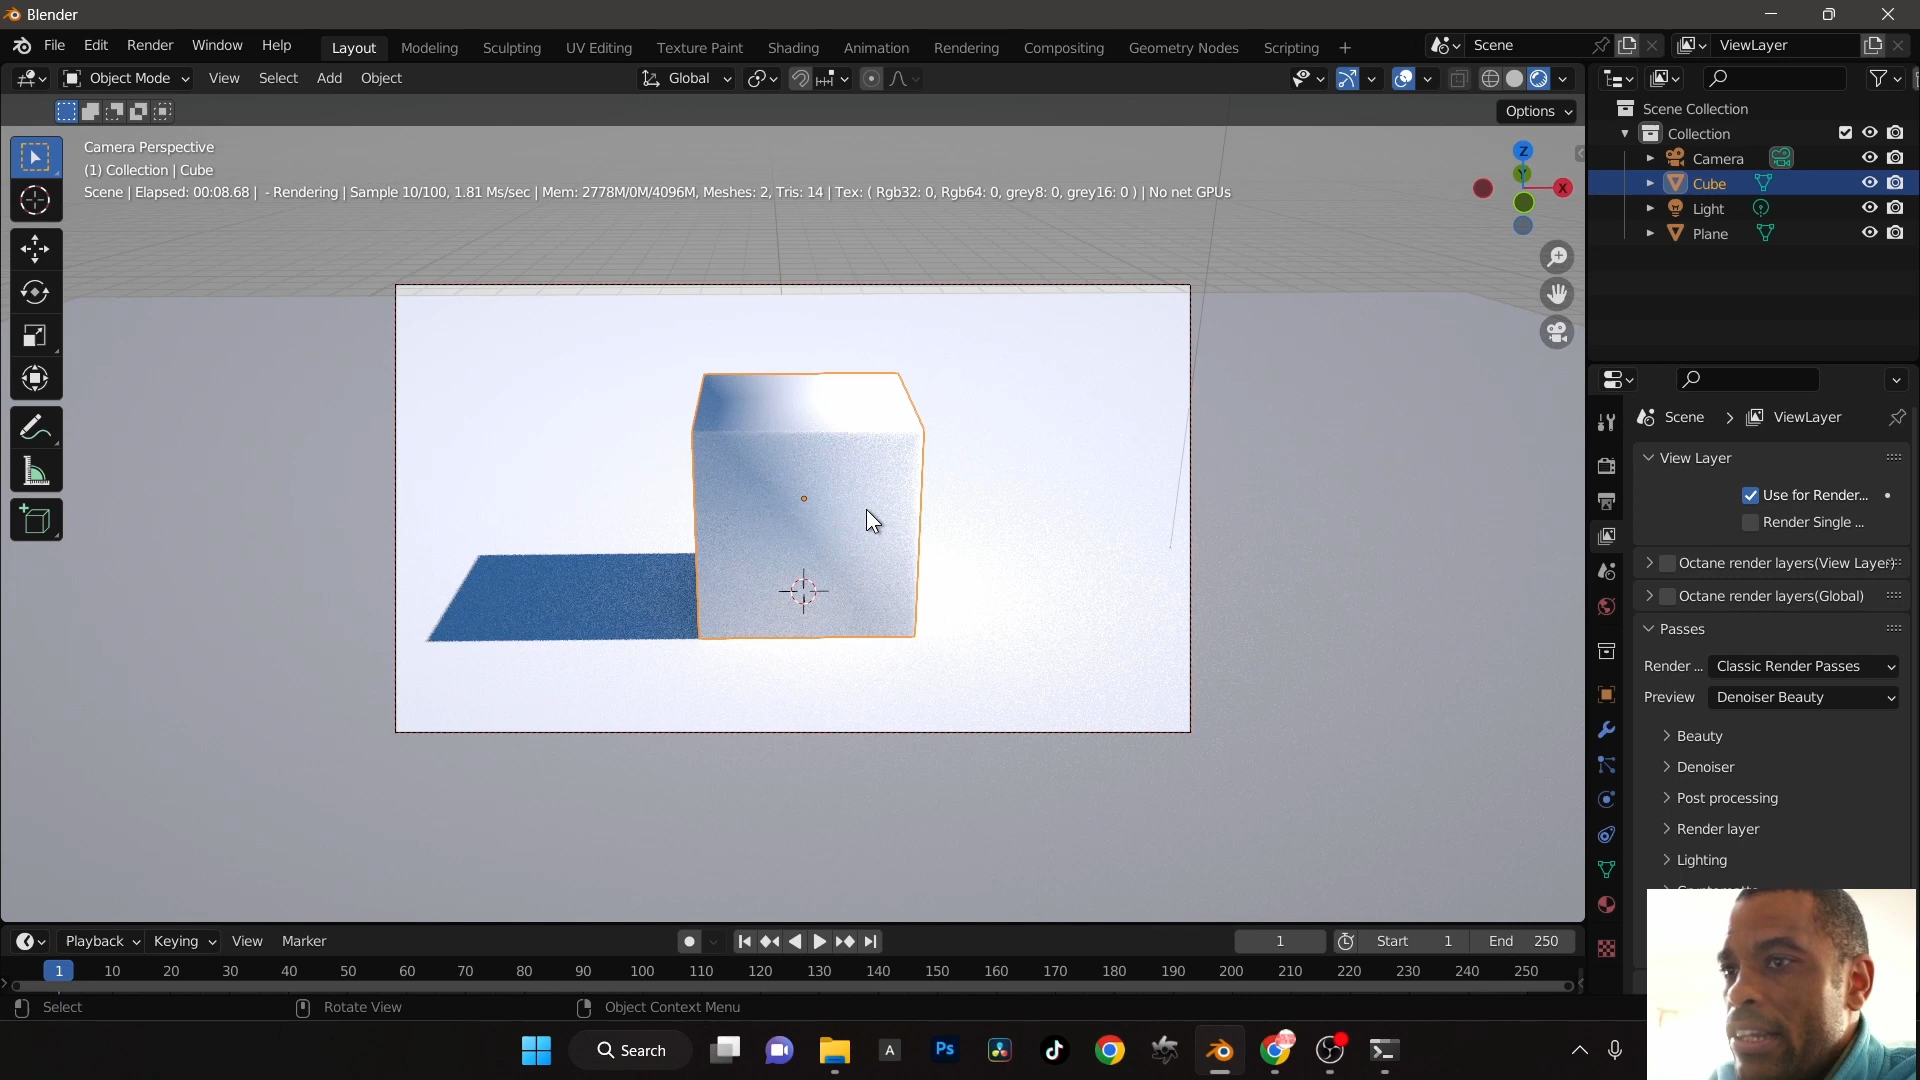 Blender
File Edit Render Window Help
Layout Modeling Sculpting UV Editing Texture Paint Shading Animation Rendering Compositing Geometry Nodes Scripting +
Scene
ViewLayer
Object Mode View Select Add Object
Global
Options
Camera Perspective
(1) Collection | Cube
Scene | Elapsed: 00:08.68 | - Rendering | Sample 10/100, 1.81 Ms/sec | Mem: 2778M/0M/4096M, Meshes: 2, Tris: 14 | Tex: ( Rgb32: 0, Rgb64: 0, grey8: 0, grey16: 0 ) | No net GPUs
Z
Y
X
Scene Collection
Collection
Camera
Cube
Light
Plane
Scene > ViewLayer
View Layer
Use for Render...
Render Single ...
Octane render layers(View Layer)
Octane render layers(Global)
Passes
Render ... Classic Render Passes
Preview Denoiser Beauty
Beauty
Denoiser
Post processing
Render layer
Lighting
Playback Keying View Marker
1 Start 1 End 250
1 10 20 30 40 50 60 70 80 90 100 110 120 130 140 150 160 170 180 190 200 210 220 230 240 250
Select Rotate View Object Context Menu
Search
A
Ps